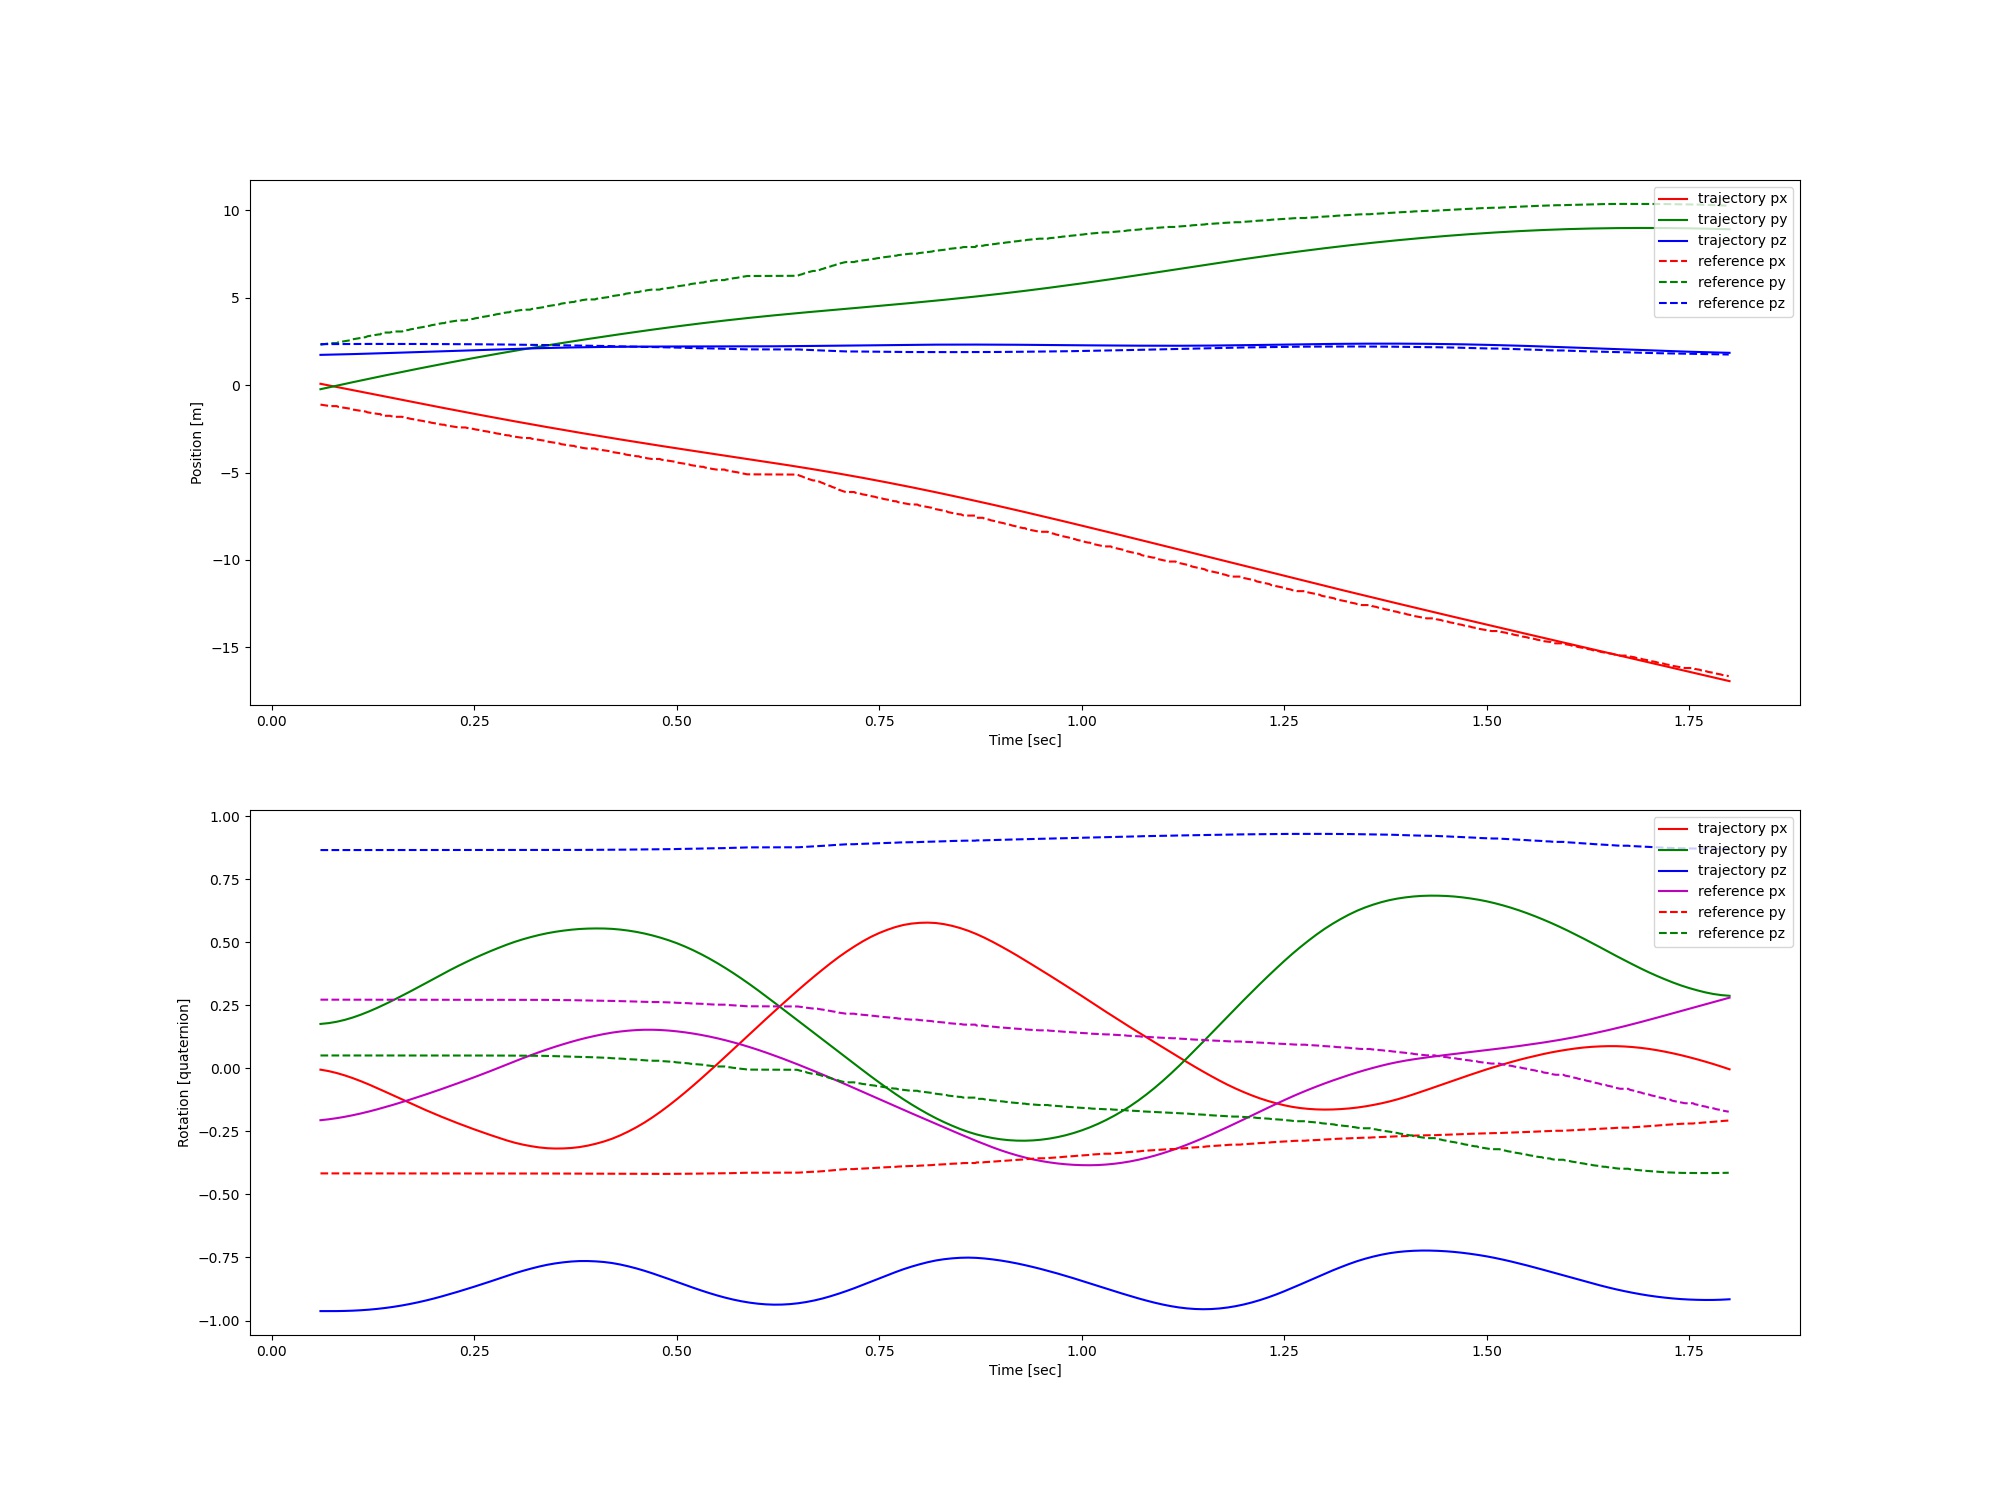 10
5
0
−5
−10
−15
Position [m]
trajectory px
trajectory py
trajectory pz
reference px
reference py
reference pz
0.00 0.25 0.50 0.75 1.00 1.25 1.50 1.75
Time [sec]
1.00
0.75
0.50
0.25
0.00
−0.25
−0.50
−0.75
−1.00
Rotation [quaternion]
trajectory px
trajectory py
trajectory pz
reference px
reference py
reference pz
0.00 0.25 0.50 0.75 1.00 1.25 1.50 1.75
Time [sec]